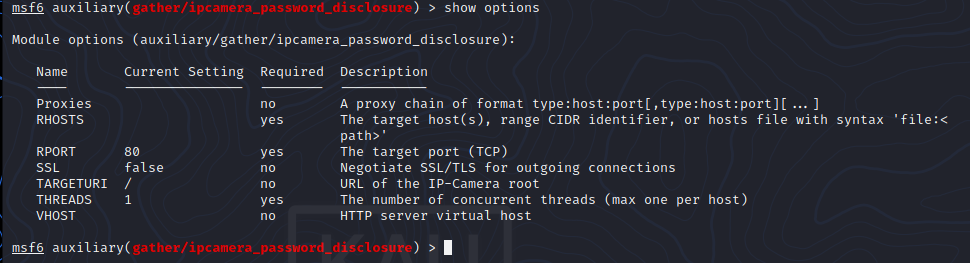 msf6 auxiliary(gather/ipcamera_password_disclosure) > show options
Module options (auxiliary/gather/ipcamera_password_disclosure):
Name Current Setting Required Description
---- --------------- -------- -----------
Proxies no A proxy chain of format type:host:port[,type:host:port][...]
RHOSTS yes The target host(s), range CIDR identifier, or hosts file with syntax 'file:<
path>'
RPORT 80 yes The target port (TCP)
SSL false no Negotiate SSL/TLS for outgoing connections
TARGETURI / no URL of the IP-Camera root
THREADS 1 yes The number of concurrent threads (max one per host)
VHOST no HTTP server virtual host
msf6 auxiliary(gather/ipcamera_password_disclosure) >